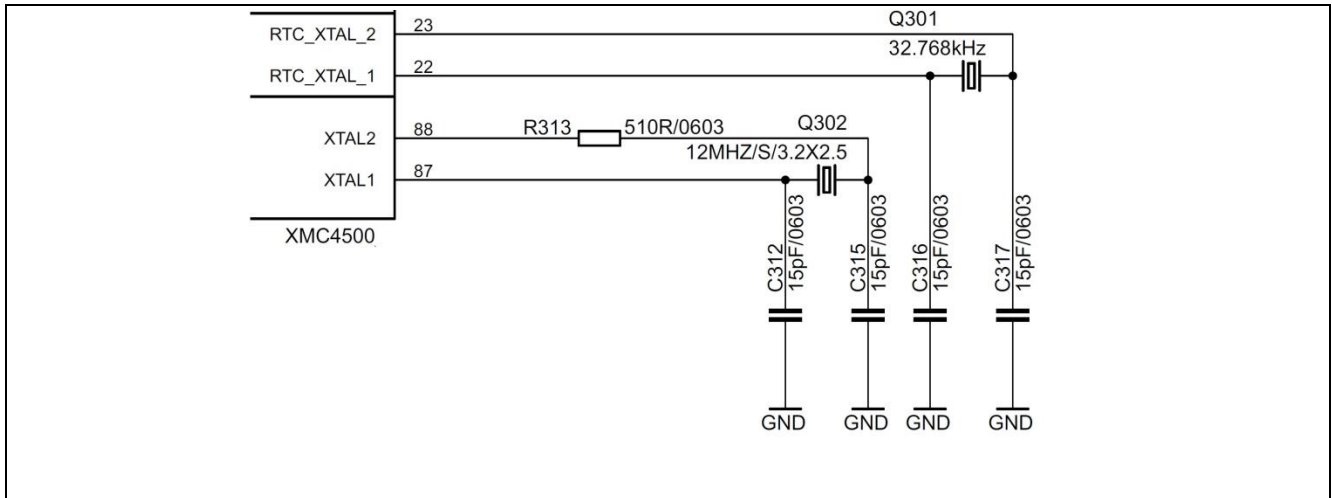 Q301
23
RTC_XTAL_2
32.768kHz
22
RTC_XTAL_1
88
R313 510R/0603 Q302
XTAL2
12MHZ/S/3.2X2.5
87
XTAL1
XMC4500
C312
15pF/0603
C315
15pF/0603
C316
15pF/0603
C317
15pF/0603
GND GND GND GND